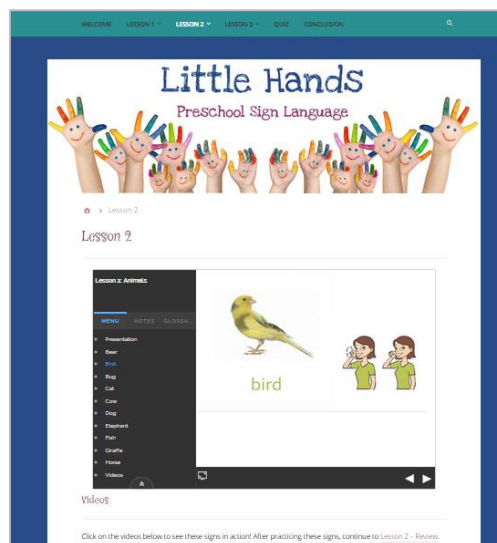 WELCOME LESSON 1 LESSON 2 LESSON 3 QUIZ CONCLUSION
Little Hands
Preschool Sign Language
Lesson 2
Lesson 2
Lesson 2: Animals
MENU NOTES GLOSSA...
Presentation
Bear
Bird
Bug
Cat
Cow
Dog
Elephant
Fish
Giraffe
Horse
Videos
bird
Videos
Click on the videos below to see these signs in action! After practicing these signs, continue to Lesson 2 - Review.